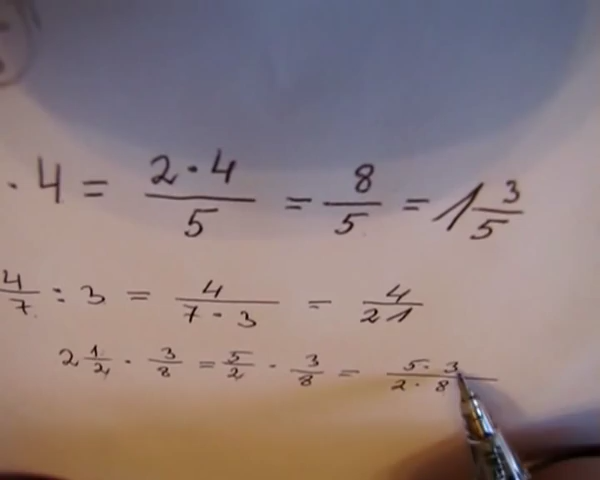 · 4 = 2 · 4 / 5 = 8 / 5 = 1 3/5
4/7 : 3 = 4 / 7 · 3 = 4 / 21
2 1/2 · 3/8 = 5/2 · 3/8 = 5 · 3 / 2 · 8